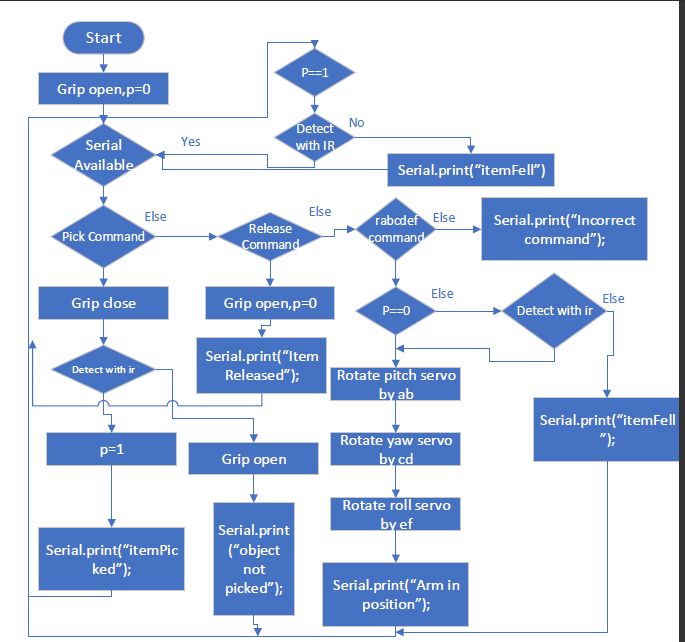 Start
P==1
Grip open,p=0
Detect
with IR
No
Serial
Available
Yes
Serial.print(“itemFell”)
Pick Command
Else
Release
Command
Else
rabcdef
command
Else
Serial.print(“Incorrect
command”);
Grip close
Grip open,p=0
P==0
Else
Detect with ir
Else
Detect with ir
Serial.print(“Item
Released”);
Rotate pitch servo
by ab
Serial.print(“itemFell
”);
p=1
Grip open
Rotate yaw servo
by cd
Rotate roll servo
by ef
Serial.print(“itemPic
ked”);
Serial.print
(“object
not
picked”);
Serial.print(“Arm in
position”);